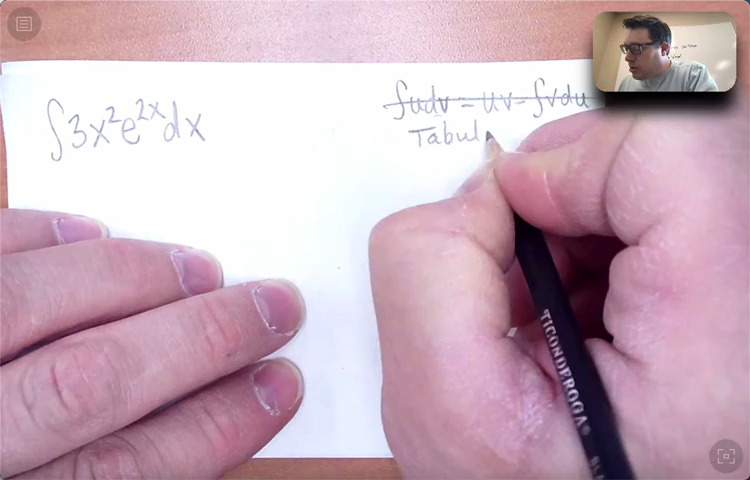 ∫3x²e²ˣdx
∫udv = uv - ∫vdu
Tabul
TICONDEROGA®